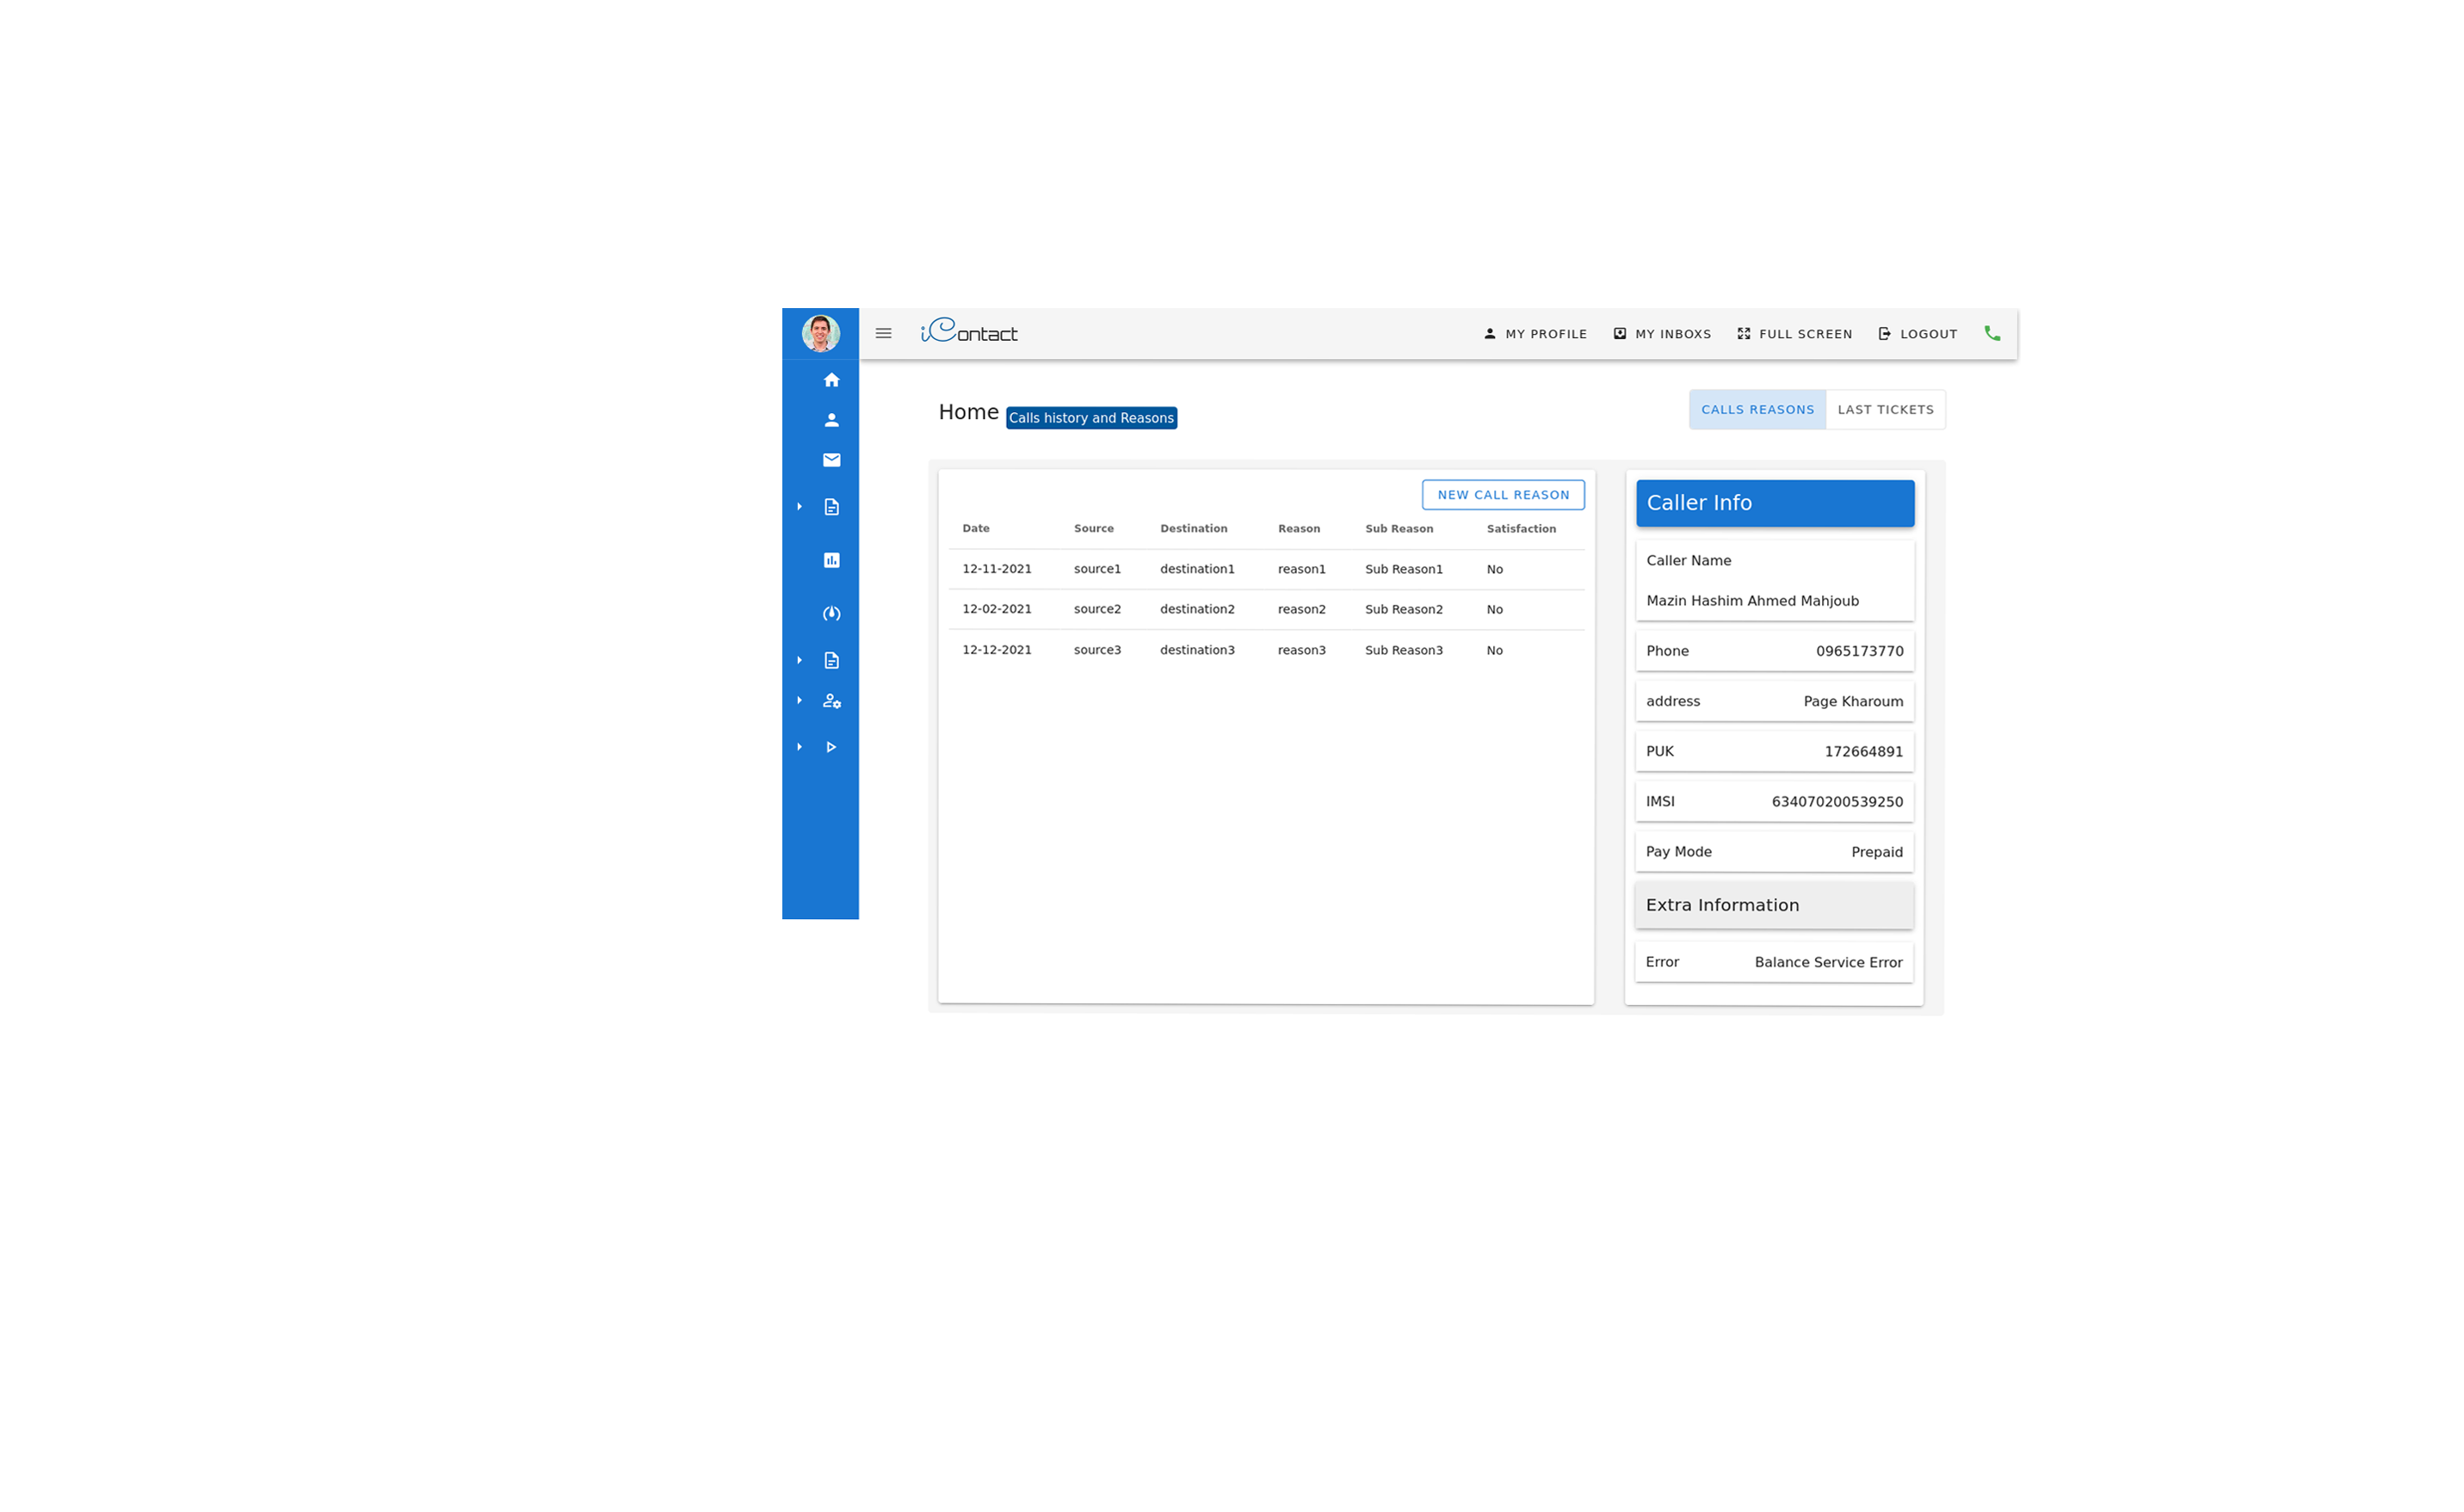 iContact
MY PROFILE
MY INBOXS
FULL SCREEN
LOGOUT
Home Calls history and Reasons
CALLS REASONS
LAST TICKETS
NEW CALL REASON
Date Source Destination Reason Sub Reason Satisfaction
12-11-2021 source1 destination1 reason1 Sub Reason1 No
12-02-2021 source2 destination2 reason2 Sub Reason2 No
12-12-2021 source3 destination3 reason3 Sub Reason3 No
Caller Info
Caller Name
Mazin Hashim Ahmed Mahjoub
Phone 0965173770
address Page Kharoum
PUK 172664891
IMSI 634070200539250
Pay Mode Prepaid
Extra Information
Error Balance Service Error